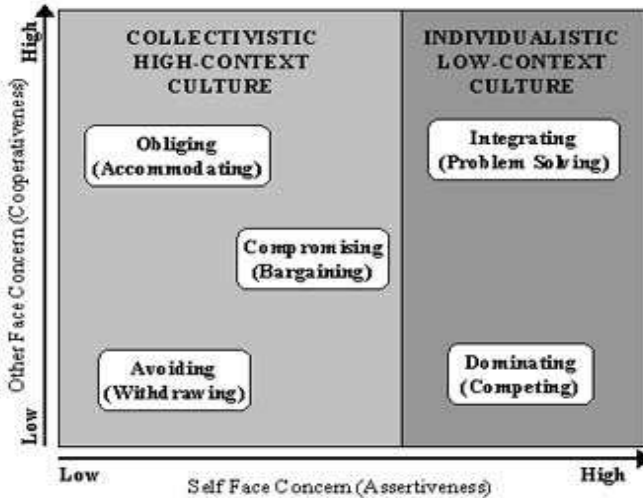 COLLECTIVISTIC
HIGH-CONTEXT
CULTURE
INDIVIDUALISTIC
LOW-CONTEXT
CULTURE
Obliging
(Accommodating)
Integrating
(Problem Solving)
Compromising
(Bargaining)
Avoiding
(Withdrawing)
Dominating
(Competing)
High
Other Face Concern (Cooperativeness)
Low
Low
Self Face Concern (Assertiveness)
High